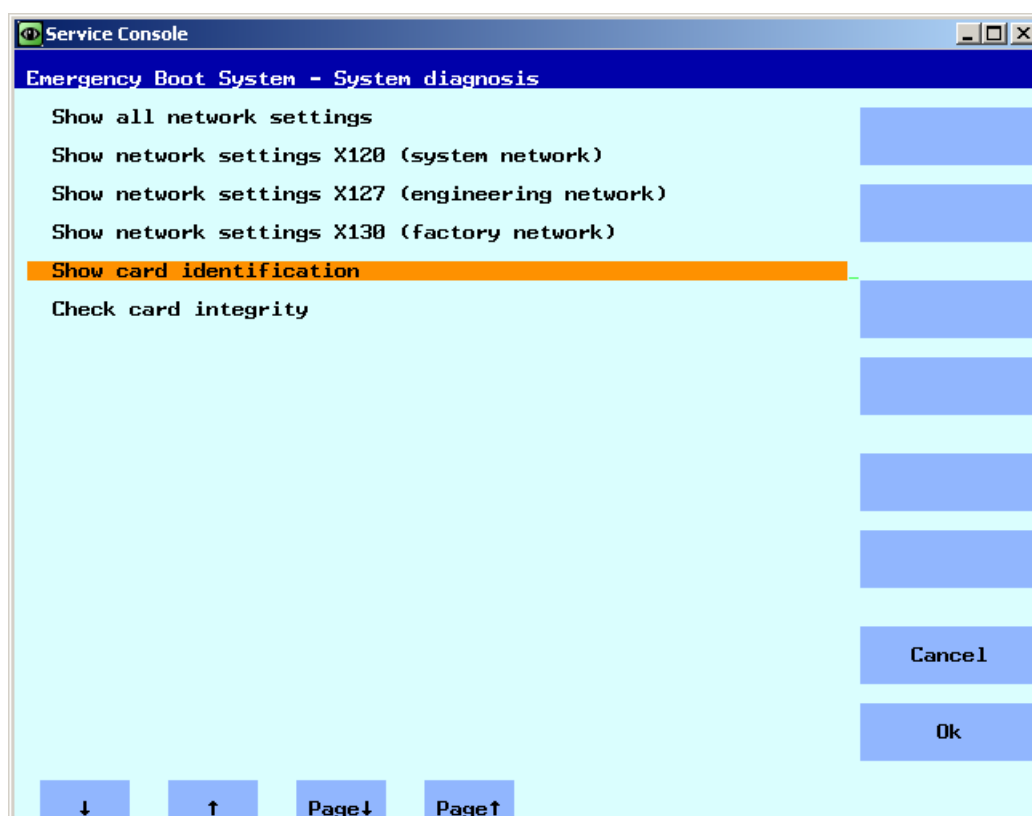 Service Console
Emergency Boot System - System diagnosis
Show all network settings
Show network settings X120 (system network)
Show network settings X127 (engineering network)
Show network settings X130 (factory network)
Show card identification
Check card integrity
Cancel
Ok
↓ ↑ Page↓ Page↑